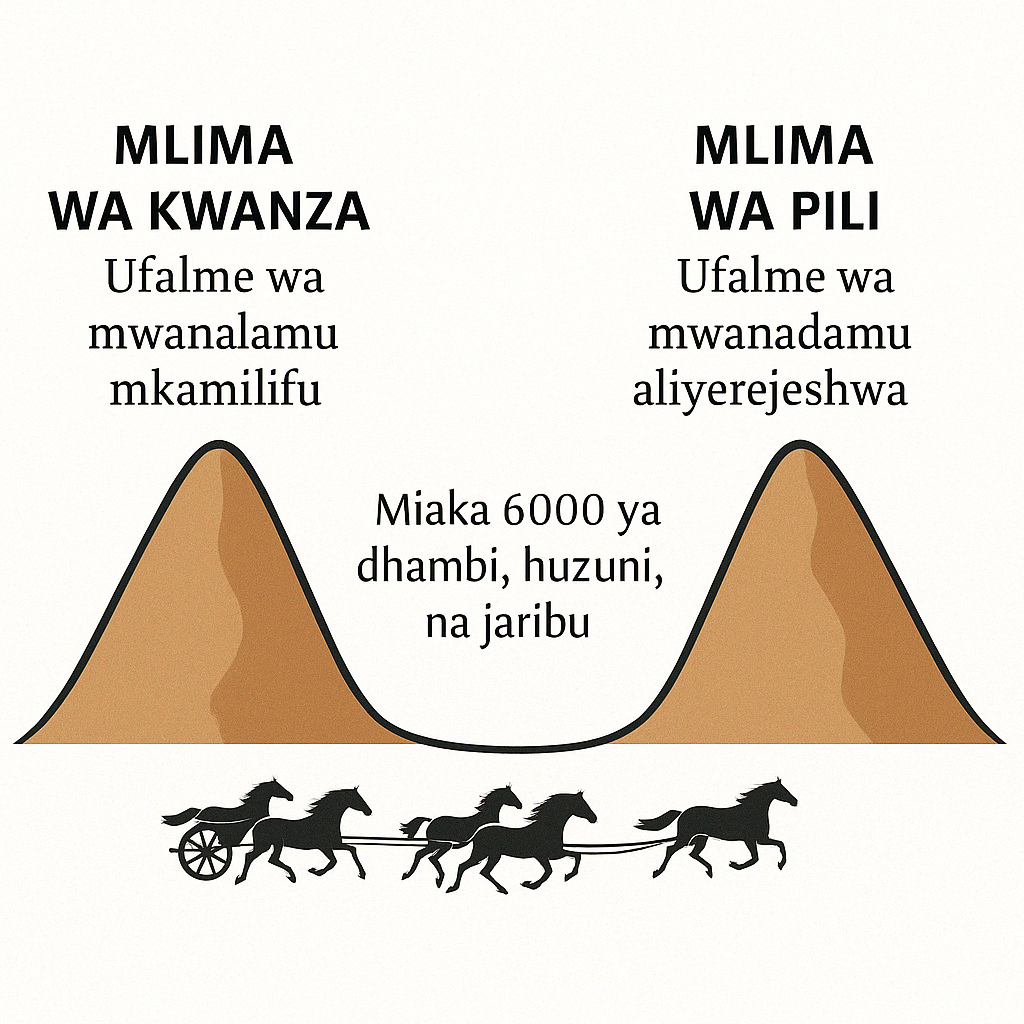 MLIMA
WA KWANZA
Ufalme wa
mwanalamu
mkamilifu
MLIMA
WA PILI
Ufalme wa
mwanadamu
aliyerejeshwa
Miaka 6000 ya
dhambi, huzuni,
na jaribu